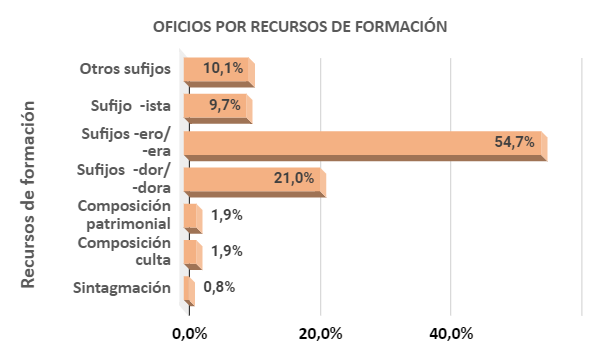 OFICIOS POR RECURSOS DE FORMACIÓN
Recursos de formación
Otros sufijos
10,1%
Sufijo -ista
9,7%
Sufijos -ero/
-era
54,7%
Sufijos -dor/
-dora
21,0%
Composición
patrimonial
1,9%
Composición
culta
1,9%
Sintagmación
0,8%
0,0%
20,0%
40,0%